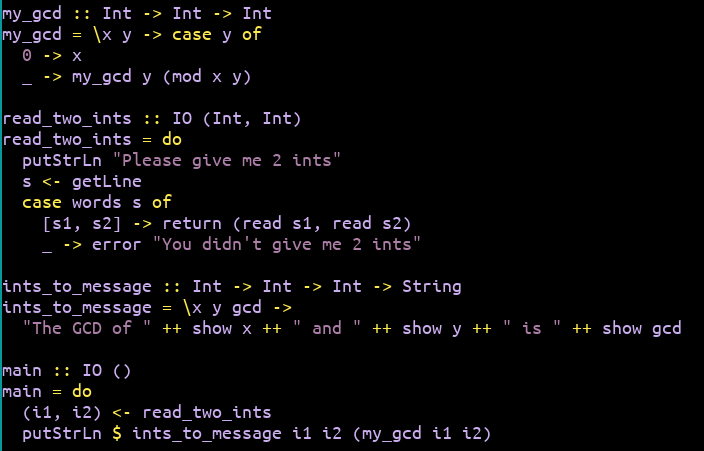 my_gcd :: Int -> Int -> Int
my_gcd = \x y -> case y of
  0 -> x
  _ -> my_gcd y (mod x y)

read_two_ints :: IO (Int, Int)
read_two_ints = do
  putStrLn "Please give me 2 ints"
  s <- getLine
  case words s of
    [s1, s2] -> return (read s1, read s2)
    _ -> error "You didn't give me 2 ints"

ints_to_message :: Int -> Int -> Int -> String
ints_to_message = \x y gcd ->
  "The GCD of " ++ show x ++ " and " ++ show y ++ " is " ++ show gcd

main :: IO ()
main = do
  (i1, i2) <- read_two_ints
  putStrLn $ ints_to_message i1 i2 (my_gcd i1 i2)